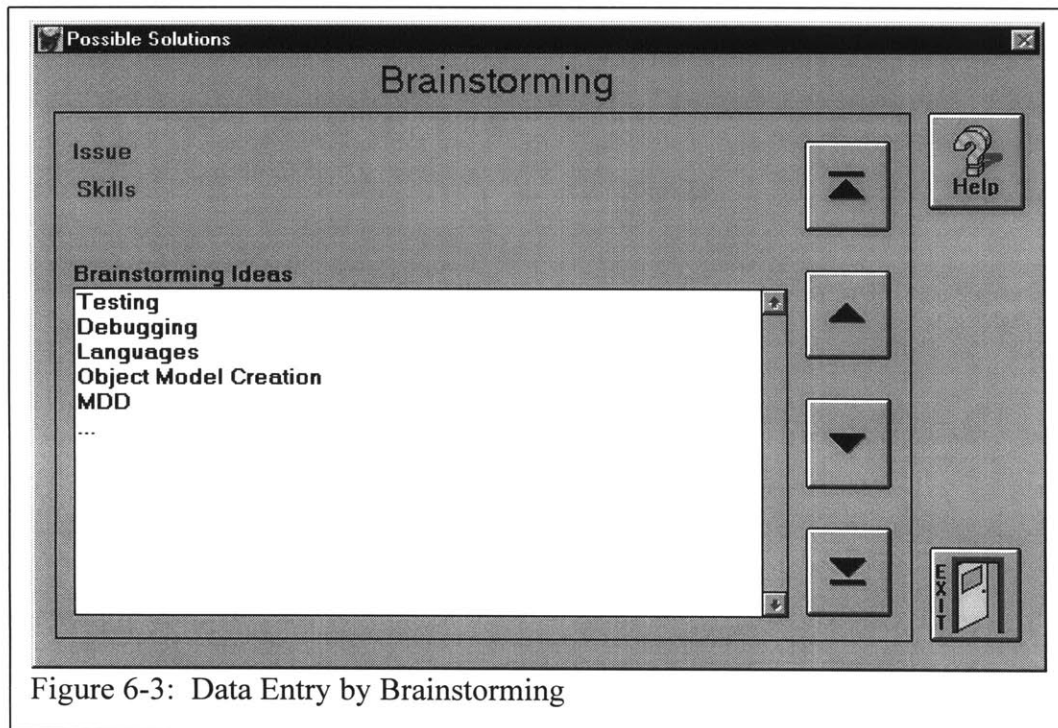 Possible Solutions
Brainstorming
Issue
Skills
Help
Brainstorming Ideas
Testing
Debugging
Languages
Object Model Creation
MDD
...
EXIT
Figure 6-3: Data Entry by Brainstorming